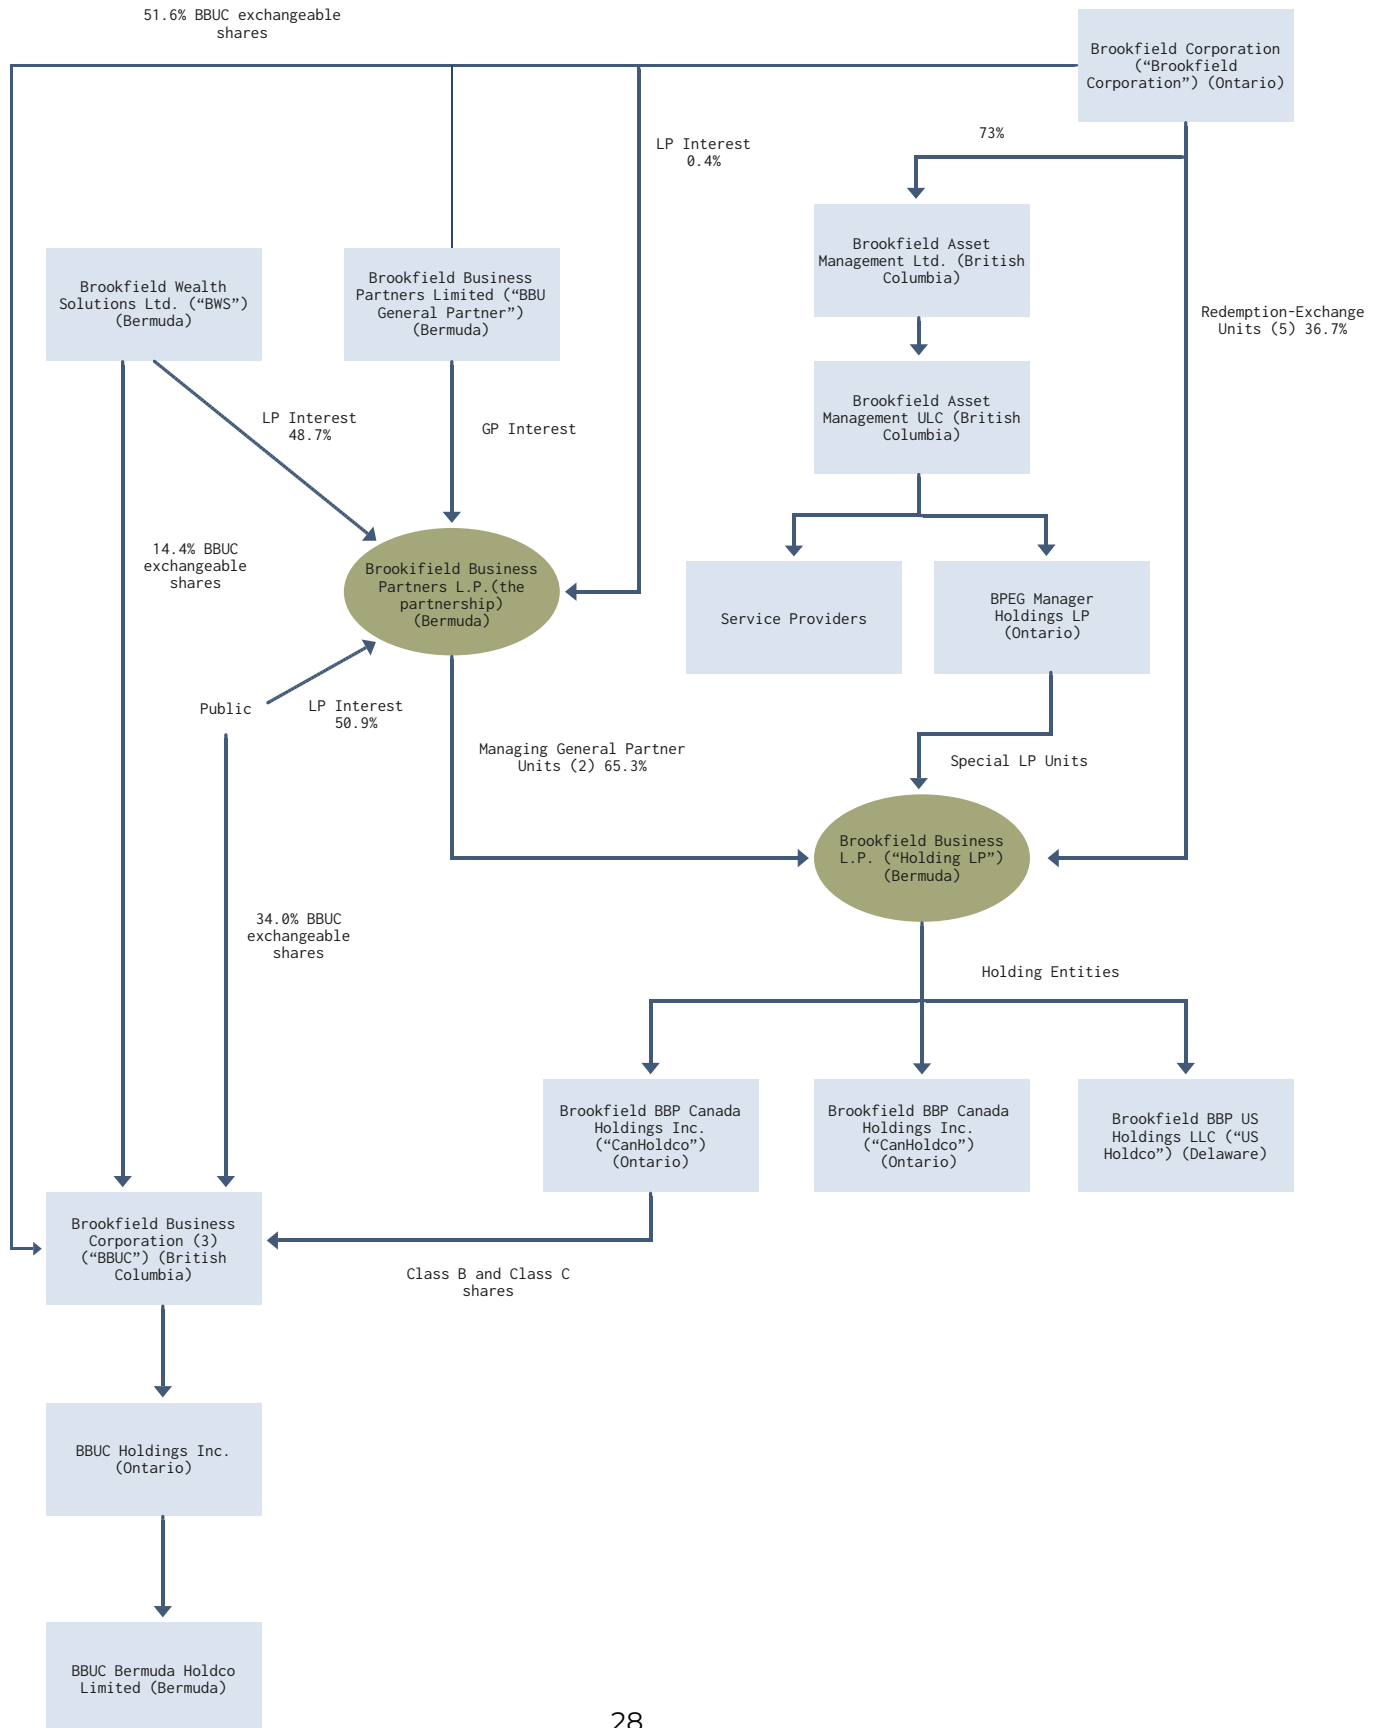 51.6% BBUC exchangeable
shares
Brookfield Corporation
(“Brookfield
Corporation”) (Ontario)
LP Interest
0.4%
73%
Brookfield Asset
Management Ltd. (British
Columbia)
Brookfield Wealth
Solutions Ltd. (“BWS”)
(Bermuda)
Brookfield Business
Partners Limited (“BBU
General Partner”)
(Bermuda)
Redemption-Exchange
Units (5) 36.7%
Brookfield Asset
Management ULC (British
Columbia)
LP Interest
48.7%
GP Interest
14.4% BBUC
exchangeable
shares
Brookifield Business
Partners L.P.(the
partnership)
(Bermuda)
Service Providers
BPEG Manager
Holdings LP
(Ontario)
Public
LP Interest
50.9%
Managing General Partner
Units (2) 65.3%
Special LP Units
Brookfield Business
L.P. (“Holding LP”)
(Bermuda)
34.0% BBUC
exchangeable
shares
Holding Entities
Brookfield BBP Canada
Holdings Inc.
(“CanHoldco”)
(Ontario)
Brookfield BBP Canada
Holdings Inc.
(“CanHoldco”)
(Ontario)
Brookfield BBP US
Holdings LLC (“US
Holdco”) (Delaware)
Brookfield Business
Corporation (3)
(“BBUC”) (British
Columbia)
Class B and Class C
shares
BBUC Holdings Inc.
(Ontario)
BBUC Bermuda Holdco
Limited (Bermuda)
28